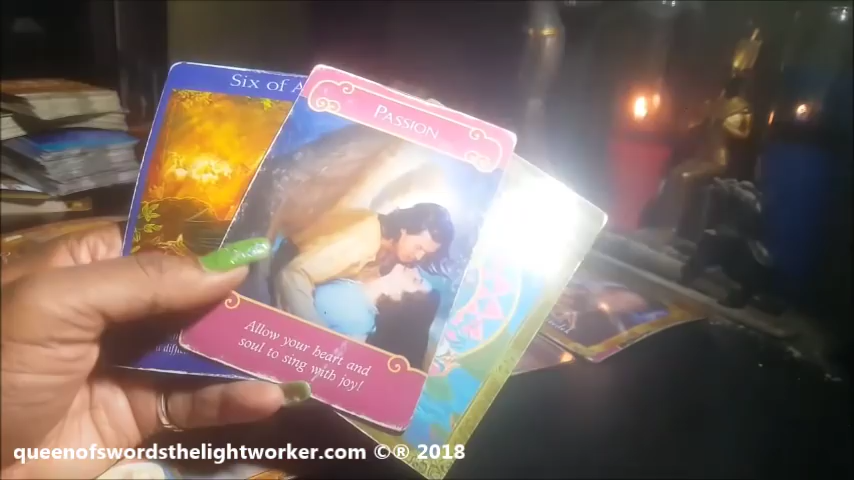 Six of A
PASSION
Allow your heart and
soul to sing with joy!
queenofswordsthelightworker.com ©® 2018